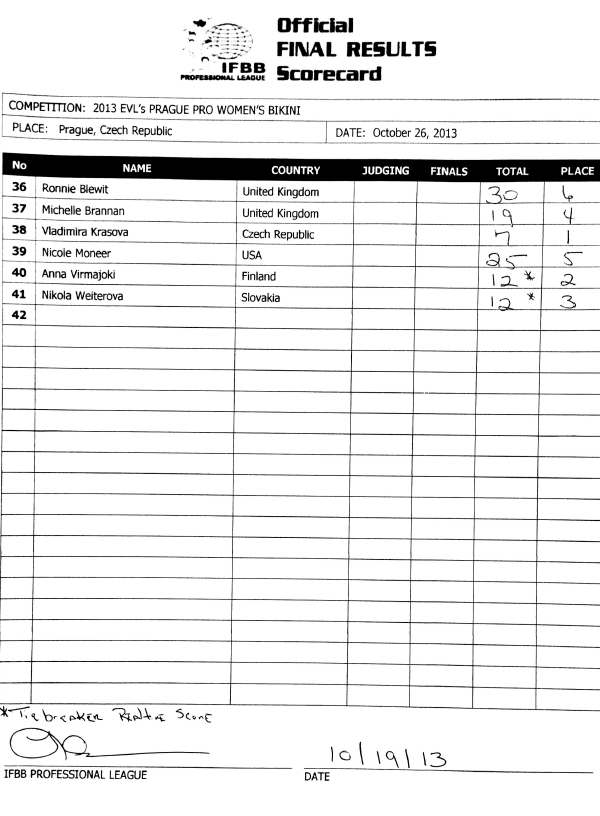 Official
FINAL RESULTS
Scorecard
IFBB
PROFESSIONAL LEAGUE
COMPETITION: 2013 EVL's PRAGUE PRO WOMEN'S BIKINI
PLACE: Prague, Czech Republic DATE: October 26, 2013
No NAME COUNTRY JUDGING FINALS TOTAL PLACE
36 Ronnie Blewit United Kingdom 30 6
37 Michelle Brannan United Kingdom 19 4
38 Vladimira Krasova Czech Republic 7 1
39 Nicole Moneer USA 25 5
40 Anna Virmajoki Finland 12 * 2
41 Nikola Weiterova Slovakia 12 * 3
42
*Tiebreaker Relative Score
10/19/13
IFBB PROFESSIONAL LEAGUE DATE